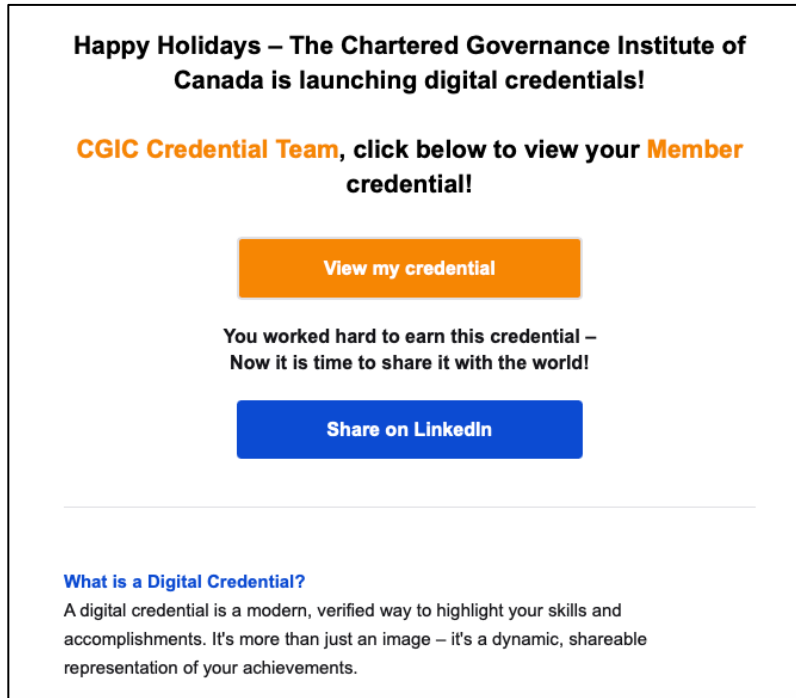 Happy Holidays – The Chartered Governance Institute of
Canada is launching digital credentials!
CGIC Credential Team, click below to view your Member
credential!
View my credential
You worked hard to earn this credential –
Now it is time to share it with the world!
Share on LinkedIn
What is a Digital Credential?
A digital credential is a modern, verified way to highlight your skills and
accomplishments. It's more than just an image – it's a dynamic, shareable
representation of your achievements.